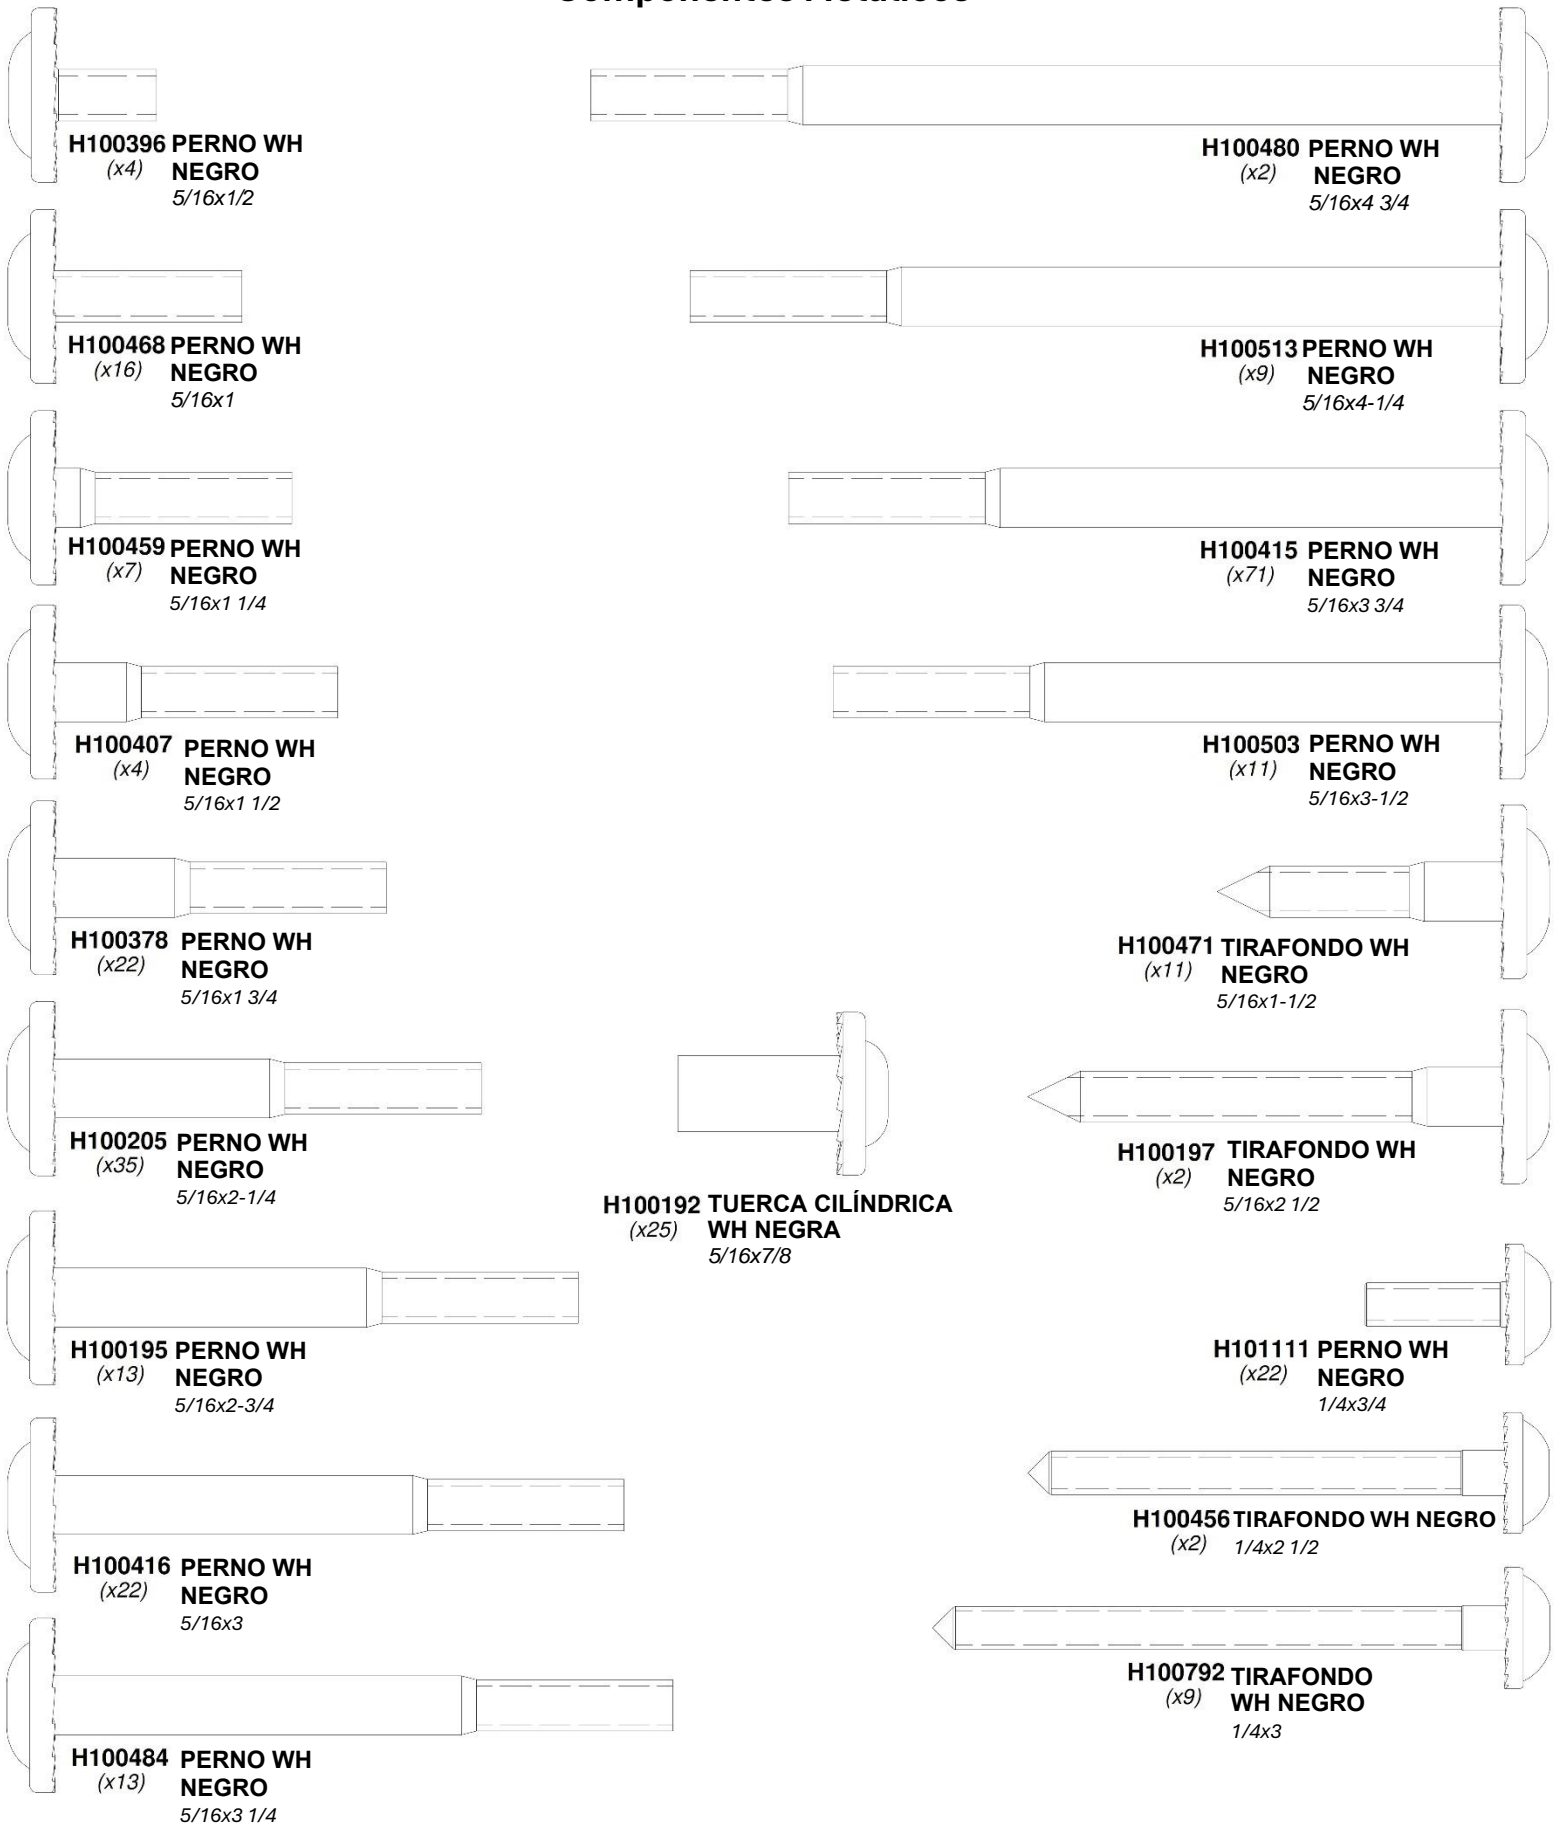 H100396 PERNO WH
(x4) NEGRO
5/16x1/2
H100468 PERNO WH
(x16) NEGRO
5/16x1
H100459 PERNO WH
(x7) NEGRO
5/16x1 1/4
H100407 PERNO WH
(x4) NEGRO
5/16x1 1/2
H100378 PERNO WH
(x22) NEGRO
5/16x1 3/4
H100205 PERNO WH
(x35) NEGRO
5/16x2-1/4
H100195 PERNO WH
(x13) NEGRO
5/16x2-3/4
H100416 PERNO WH
(x22) NEGRO
5/16x3
H100484 PERNO WH
(x13) NEGRO
5/16x3 1/4
H100192 TUERCA CILÍNDRICA
(x25) WH NEGRA
5/16x7/8
H100480 PERNO WH
(x2) NEGRO
5/16x4 3/4
H100513 PERNO WH
(x9) NEGRO
5/16x4-1/4
H100415 PERNO WH
(x71) NEGRO
5/16x3 3/4
H100503 PERNO WH
(x11) NEGRO
5/16x3-1/2
H100471 TIRAFONDO WH
(x11) NEGRO
5/16x1-1/2
H100197 TIRAFONDO WH
(x2) NEGRO
5/16x2 1/2
H101111 PERNO WH
(x22) NEGRO
1/4x3/4
H100456 TIRAFONDO WH NEGRO
(x2) 1/4x2 1/2
H100792 TIRAFONDO
(x9) WH NEGRO
1/4x3